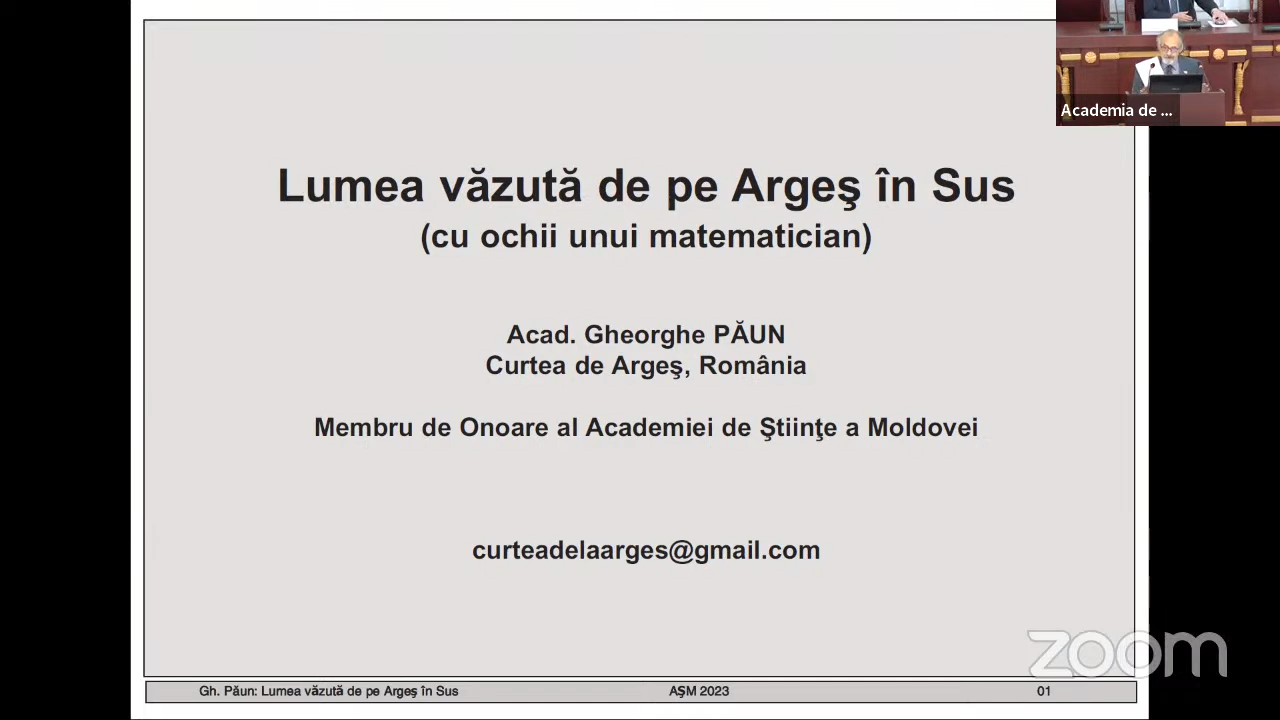 Academia de ...
Lumea văzută de pe Argeş în Sus
(cu ochii unui matematician)
Acad. Gheorghe PĂUN
Curtea de Argeş, România
Membru de Onoare al Academiei de Ştiinţe a Moldovei
curteadelaarges@gmail.com
zoom
Gh. Păun: Lumea văzută de pe Argeş în Sus
AŞM 2023
01